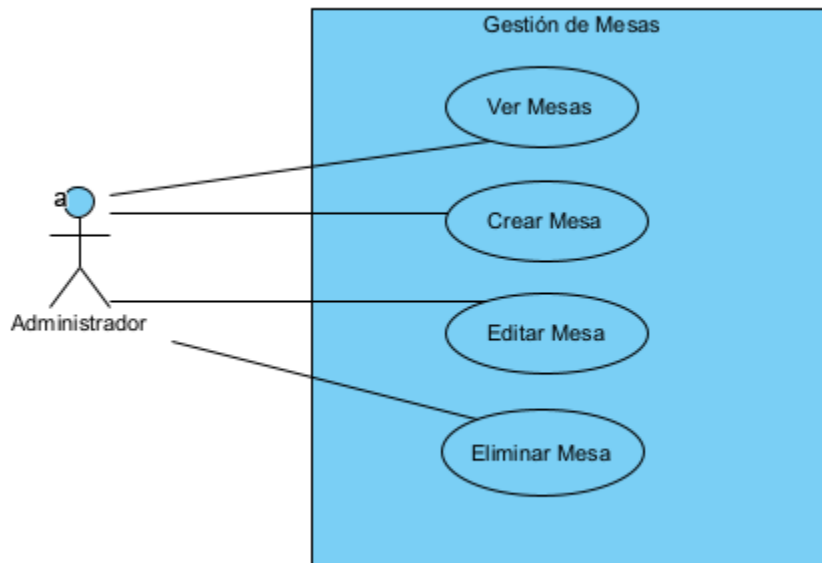 Gestión de Mesas
Ver Mesas
a
Crear Mesa
Administrador
Editar Mesa
Eliminar Mesa